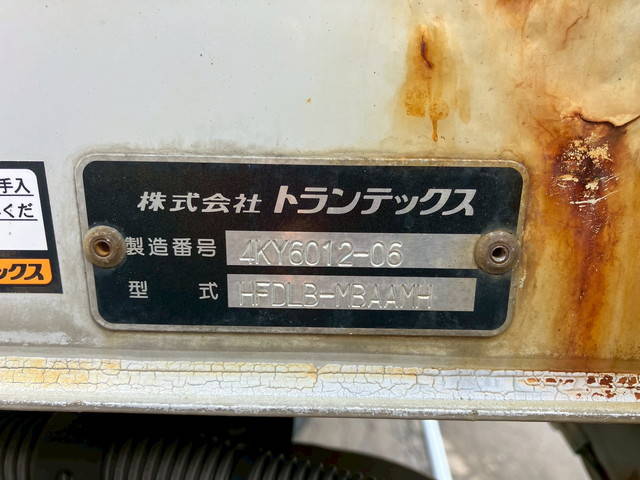 手入
くだ
ックス
株式会社 トランテックス
製造番号 4KY6012-06
型式 HFDLB-MBAAMH